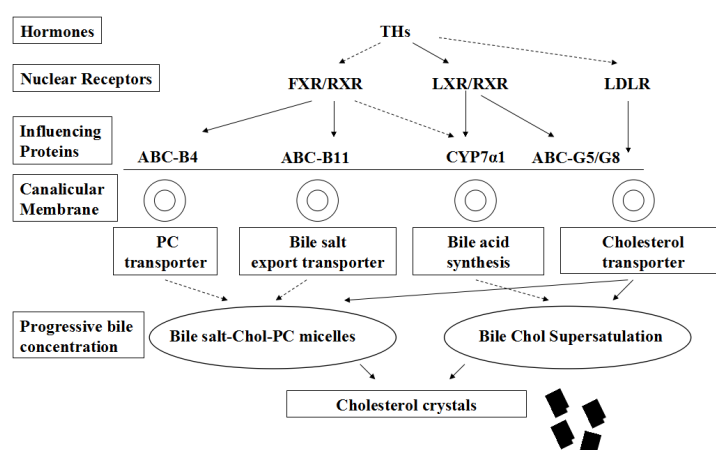 Hormones
THs
Nuclear Receptors
FXR/RXR
LXR/RXR
LDLR
Influencing
Proteins
ABC-B4
ABC-B11
CYP7α1
ABC-G5/G8
Canalicular
Membrane
PC
transporter
Bile salt
export transporter
Bile acid
synthesis
Cholesterol
transporter
Progressive bile
concentration
Bile salt-Chol-PC micelles
Bile Chol Supersatulation
Cholesterol crystals